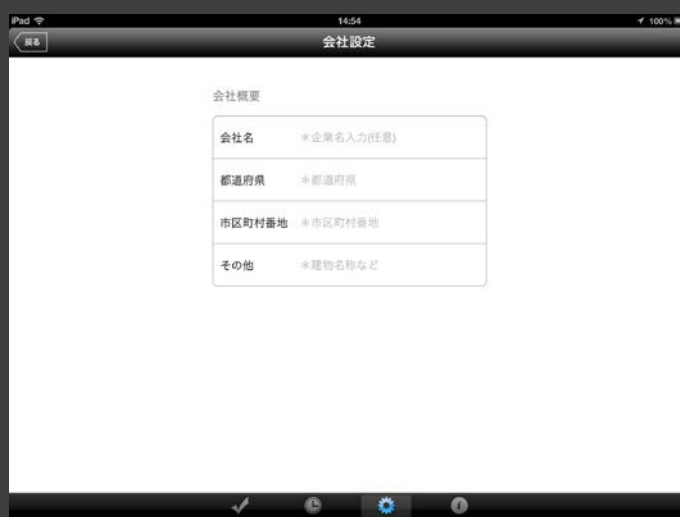 iPad 14:54 100%
戻る 会社設定
会社概要
会社名 *企業名入力(任意)
都道府県 *都道府県
市区町村番地 *市区町村番地
その他 *建物名称など